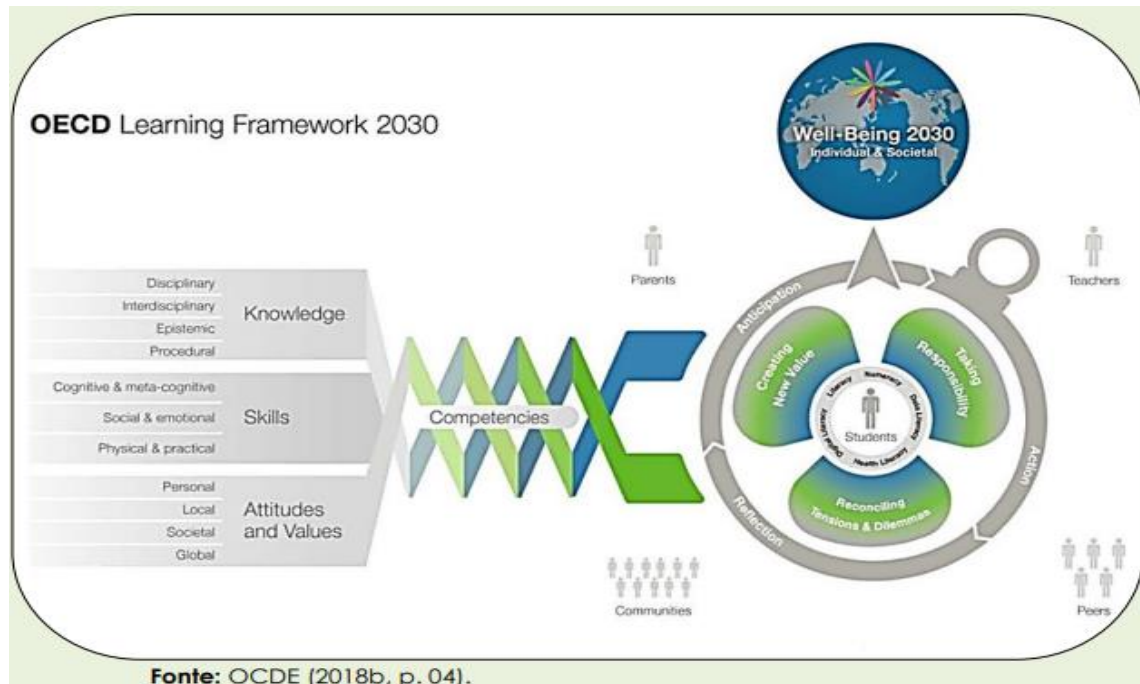 OECD Learning Framework 2030
Well-Being 2030
Individual & Societal
Disciplinary
Interdisciplinary
Epistemic
Procedural
Knowledge
Cognitive & meta-cognitive
Social & emotional
Physical & practical
Skills
Personal
Local
Societal
Global
Attitudes
and Values
Competencies
Parents
Teachers
Anticipation
Action
Reflection
Creating
New Value
Taking
Responsibility
Reconciling
Tensions & Dilemmas
Literacy
Numeracy
Data Literacy
Health Literacy
Digital Literacy
Students
Communities
Peers
Fonte: OCDE (2018b, p. 04).